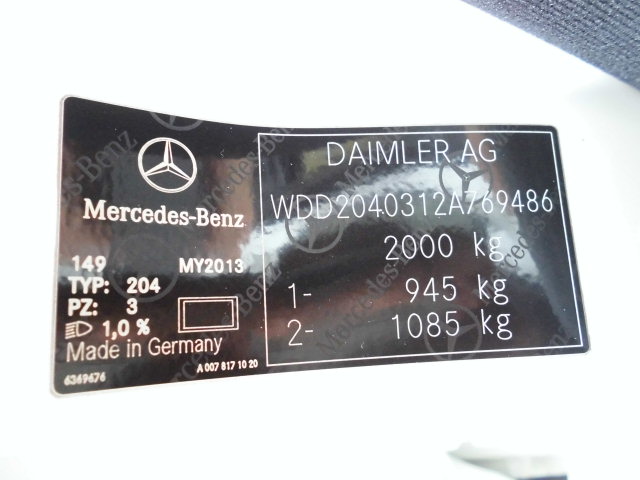 Mercedes-Benz
149 MY2013
TYP: 204
PZ: 3
1,0 %
Made in Germany
6369676 A 007 817 10 20
DAIMLER AG
WDD2040312A769486
2000 kg
1- 945 kg
2- 1085 kg